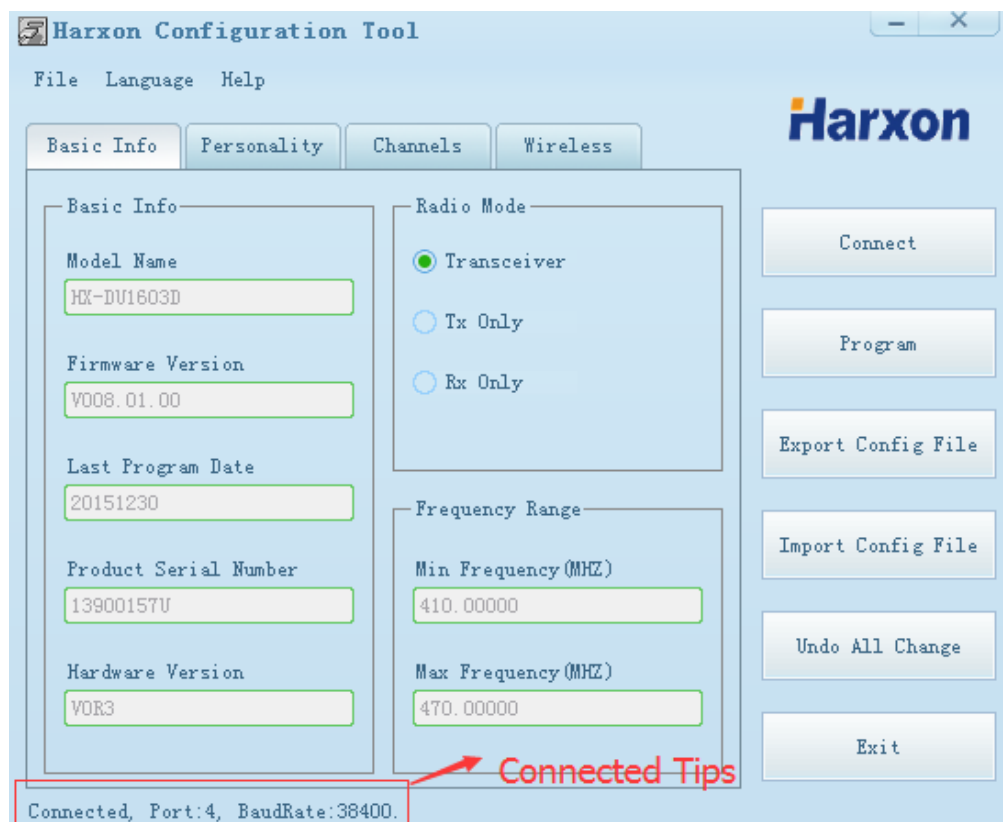 Harxon Configuration Tool
File Language Help
Harxon
Basic Info Personality Channels Wireless
Basic Info
Model Name
HX-DU1603D
Firmware Version
V008.01.00
Last Program Date
20151230
Product Serial Number
13900157U
Hardware Version
V0R3
Radio Mode
Transceiver
Tx Only
Rx Only
Frequency Range
Min Frequency(MHZ)
410.00000
Max Frequency(MHZ)
470.00000
Connect
Program
Export Config File
Import Config File
Undo All Change
Exit
Connected Tips
Connected, Port:4, BaudRate:38400.